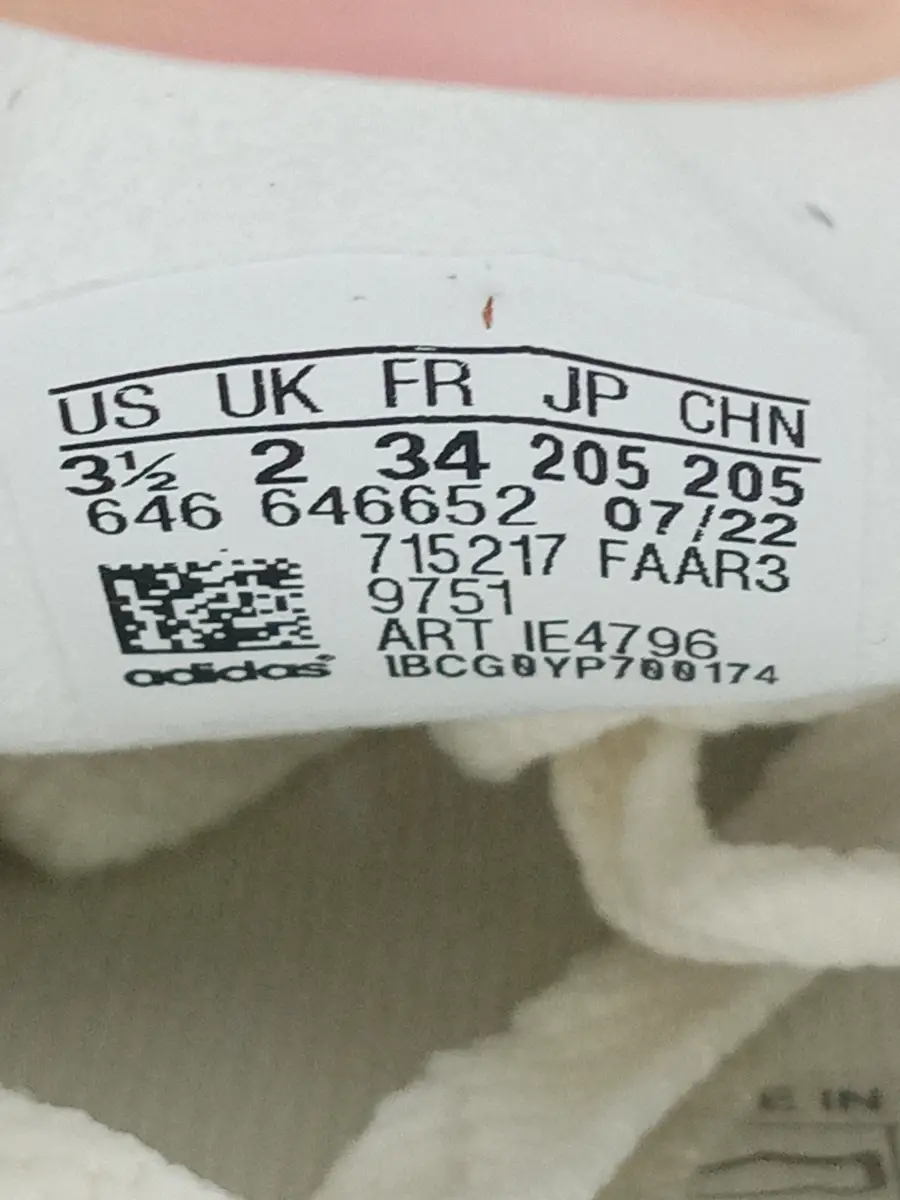 US UK FR JP CHN
3½ 2 34 205 205
646 646652 07/22
715217 FAAR3
9751
ART IE4796
adidas 1BCG0YP700174
E IN